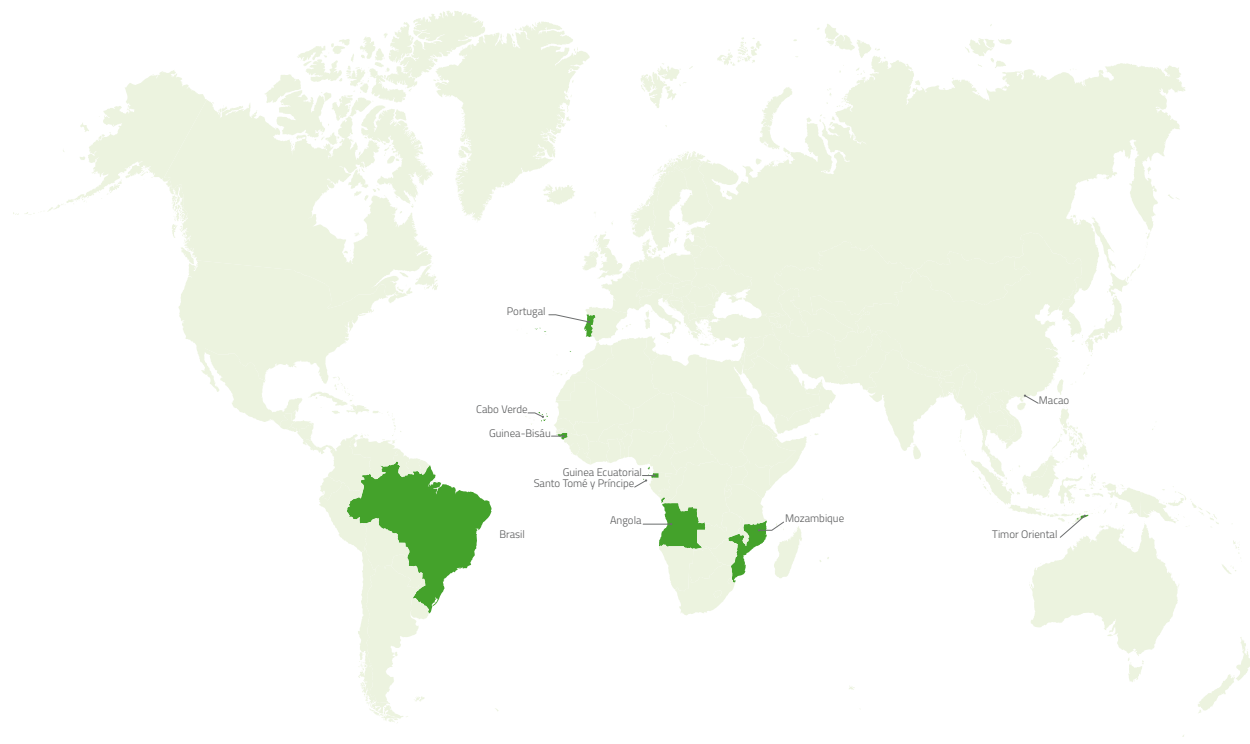 Portugal
Cabo Verde
Macao
Guinea-Bisáu
Guinea Ecuatorial
Santo Tomé y Príncipe
Angola
Mozambique
Brasil
Timor Oriental